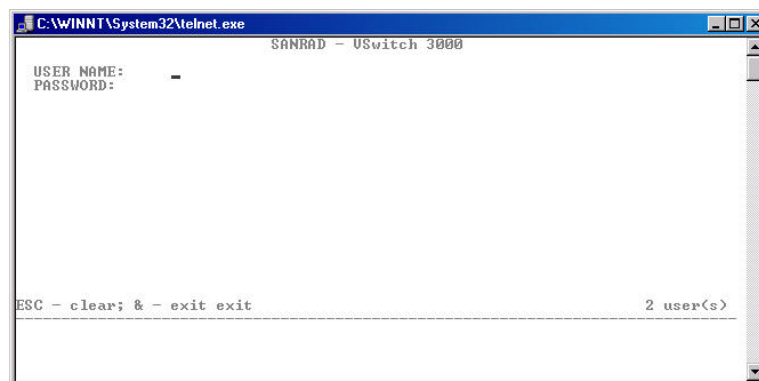 C:\WINNT\System32\telnet.exe
SANRAD - VSwitch 3000
USER NAME:
PASSWORD:
ESC - clear; & - exit exit 2 user(s)